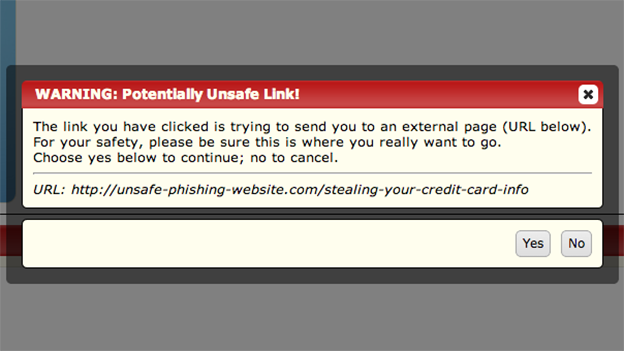 WARNING: Potentially Unsafe Link!
The link you have clicked is trying to send you to an external page (URL below).
For your safety, please be sure this is where you really want to go.
Choose yes below to continue; no to cancel.
URL: http://unsafe-phishing-website.com/stealing-your-credit-card-info
Yes No